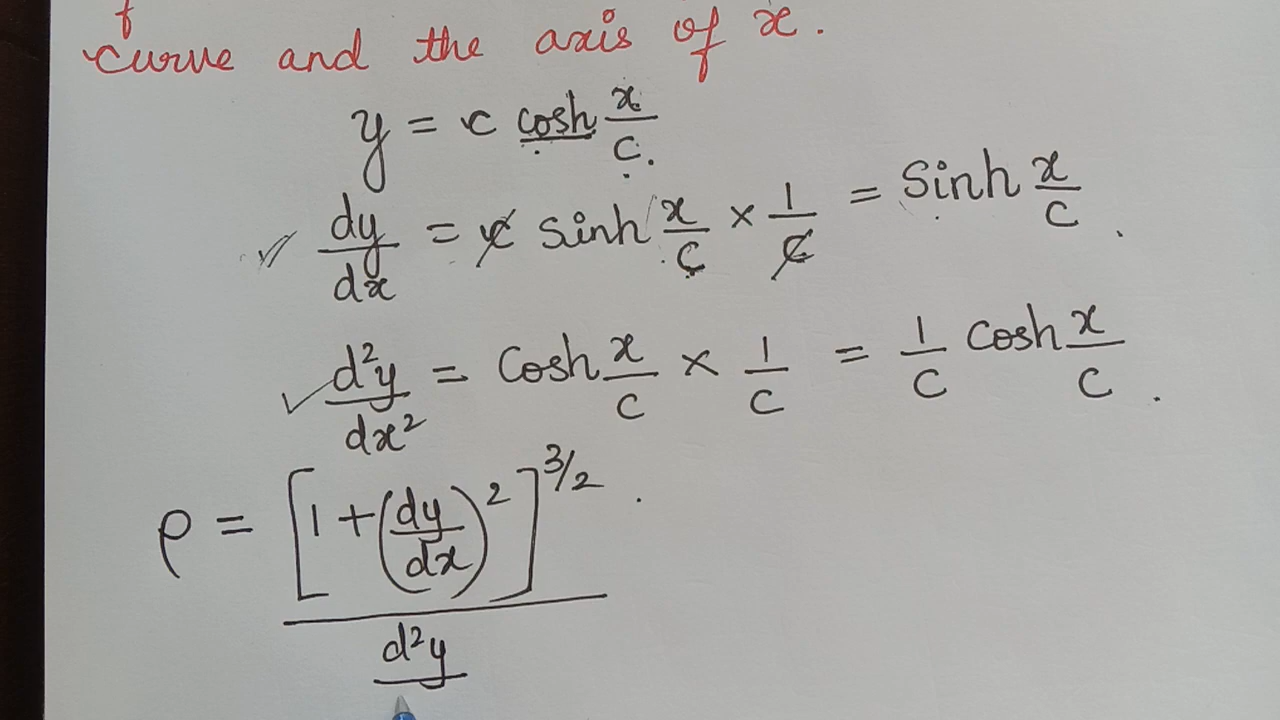 curve and the axis of x.
y = c cosh x/c.
dy/dx = c sinh x/c × 1/c = Sinh x/c.
d²y/dx² = Cosh x/c × 1/c = 1/c Cosh x/c.
ρ = [1+(dy/dx)²]^3/2.
d²y